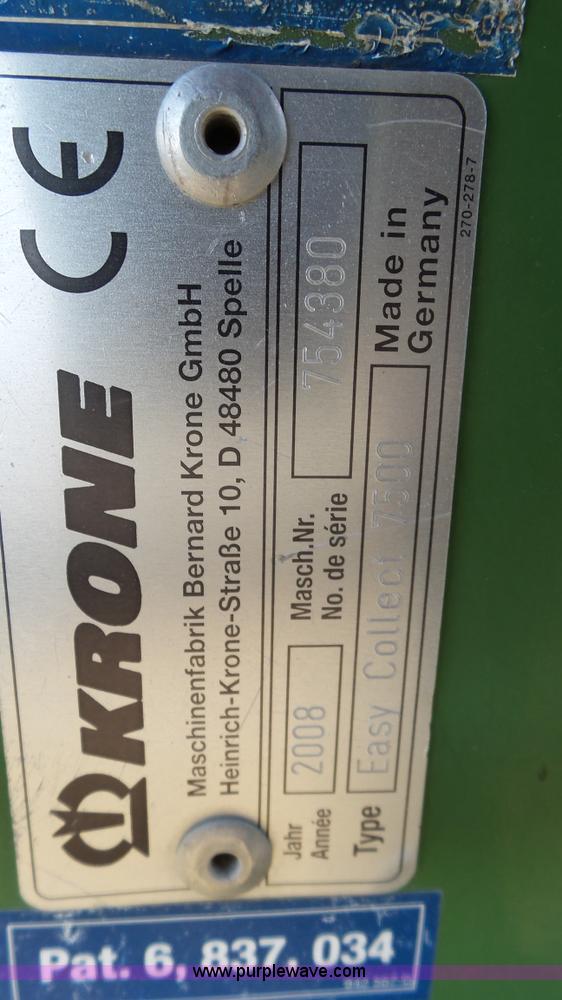 CE
KRONE
Maschinenfabrik Bernard Krone GmbH
Heinrich-Krone-Straße 10, D 48480 Spelle
Jahr
Année
2008
Masch.Nr.
No. de série
754380
Type
Easy Collect 7500
Made in
Germany
270-278-7
Pat. 6, 837, 034
www.purplewave.com